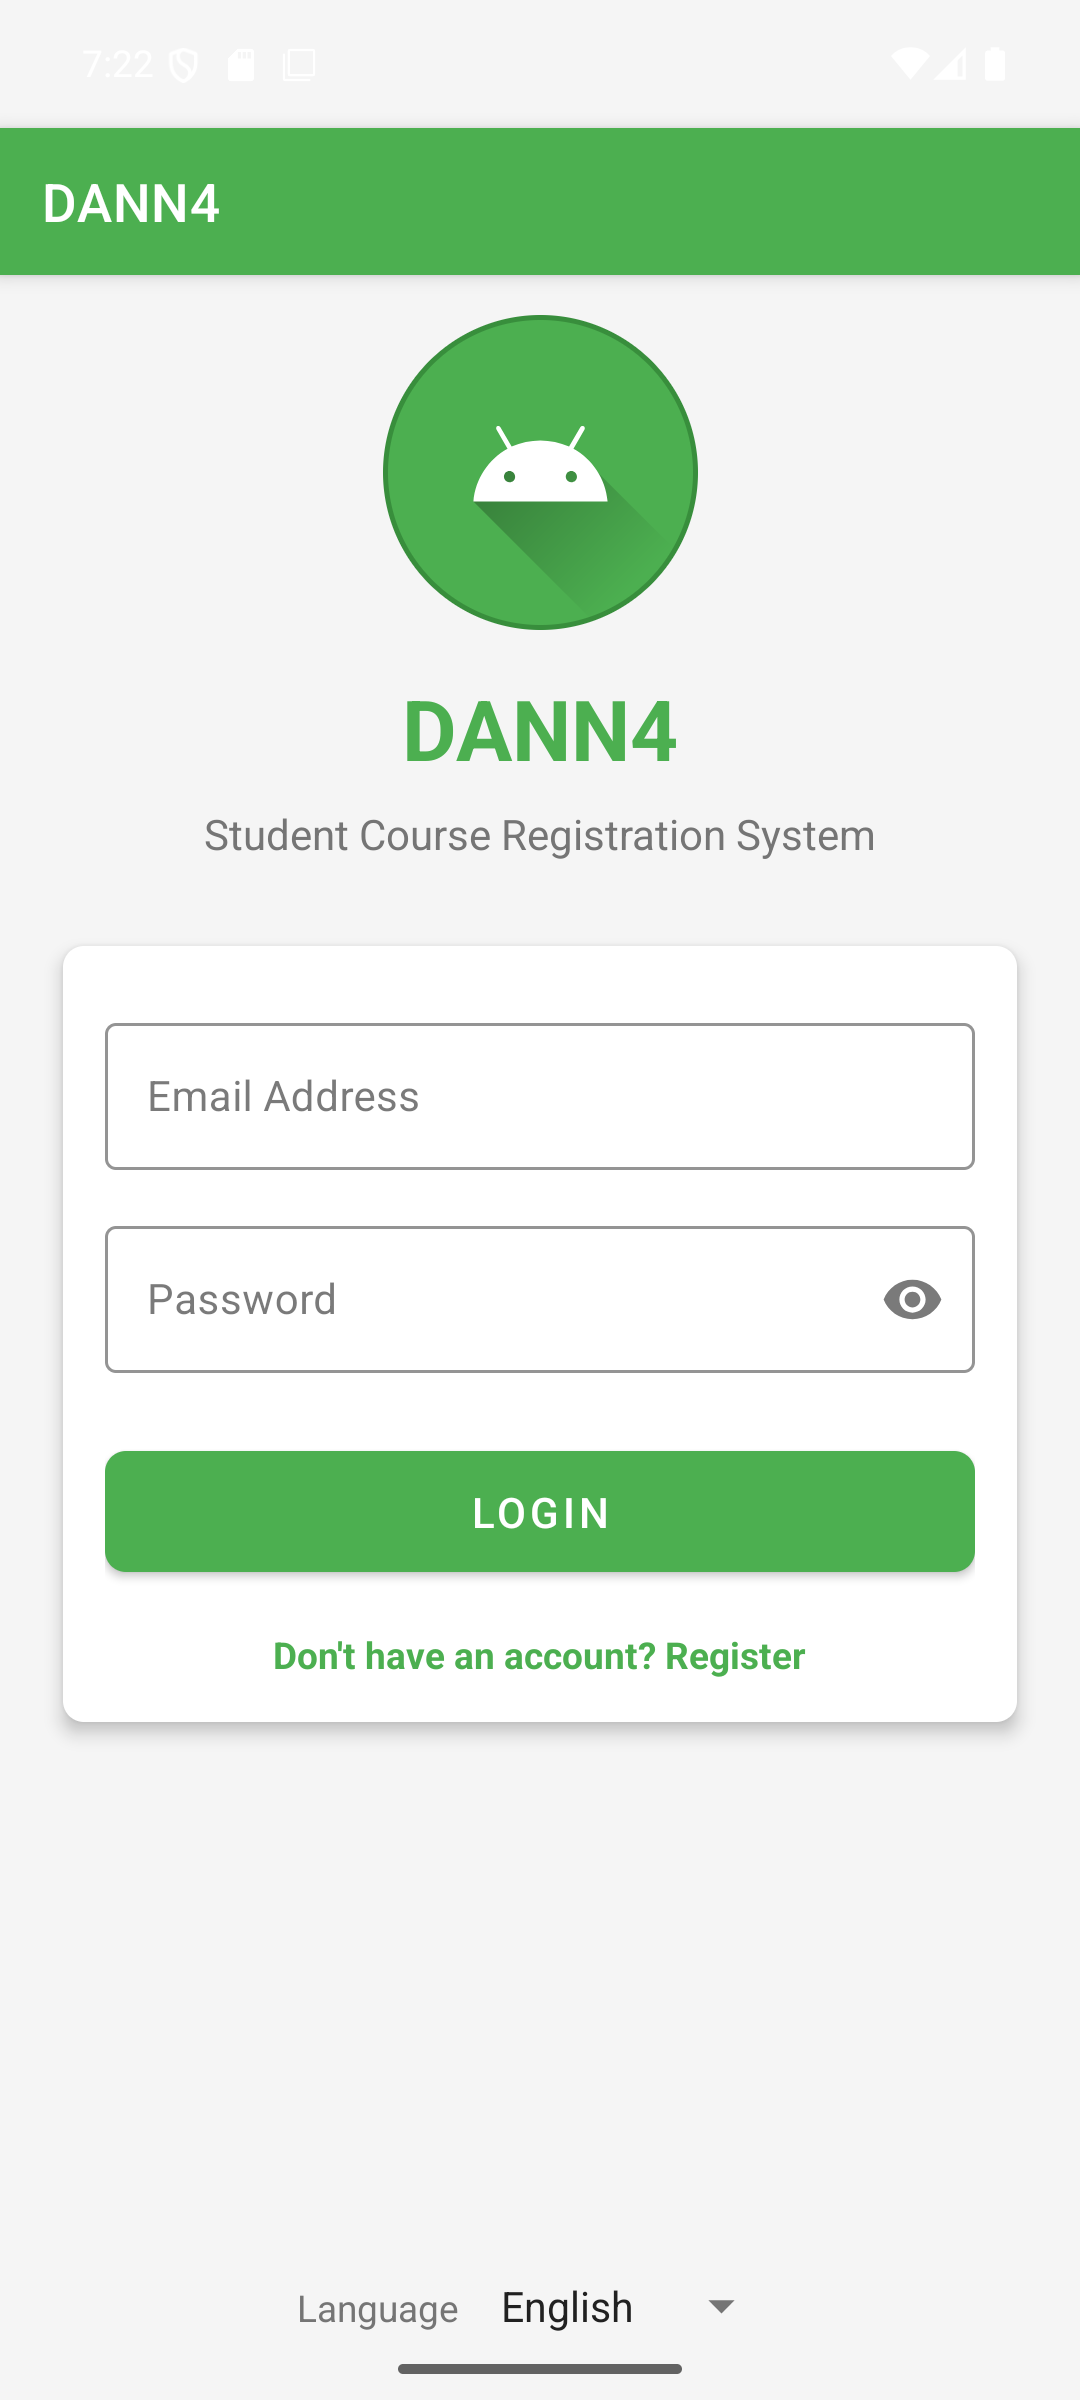 7:22
DANN4
DANN4
Student Course Registration System
Email Address
Password
LOGIN
Don't have an account? Register
Language English